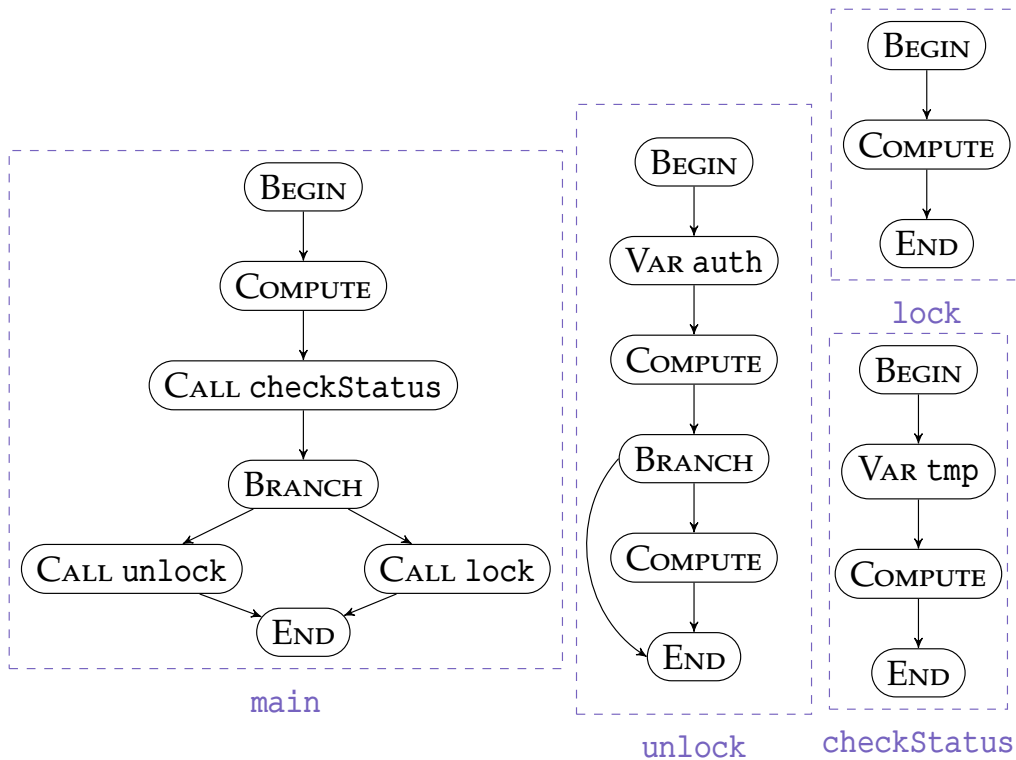 BEGIN
COMPUTE
CALL checkStatus
BRANCH
CALL unlock
CALL lock
END
main
BEGIN
VAR auth
COMPUTE
BRANCH
COMPUTE
END
unlock
BEGIN
COMPUTE
END
lock
BEGIN
VAR tmp
COMPUTE
END
checkStatus